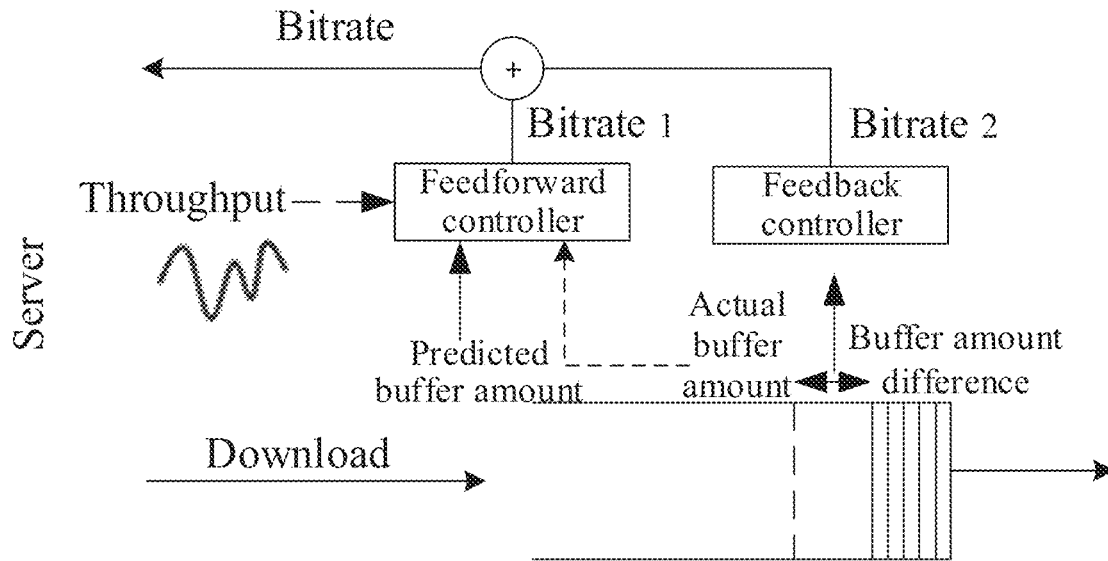 Bitrate
+
Bitrate 1
Bitrate 2
Throughput
Feedforward
controller
Feedback
controller
Server
Predicted
buffer amount
Actual
buffer
amount
Buffer amount
difference
Download